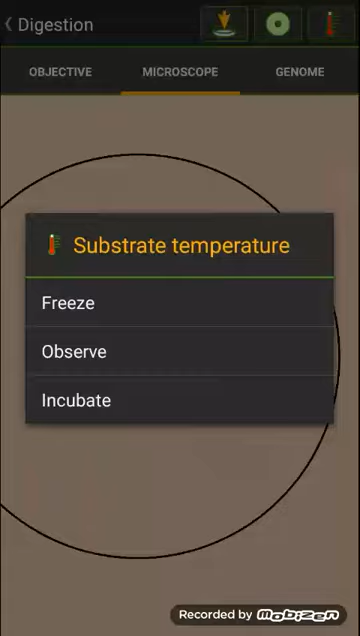 Digestion
OBJECTIVE
MICROSCOPE
GENOME
Substrate temperature
Freeze
Observe
Incubate
Recorded by mobizen